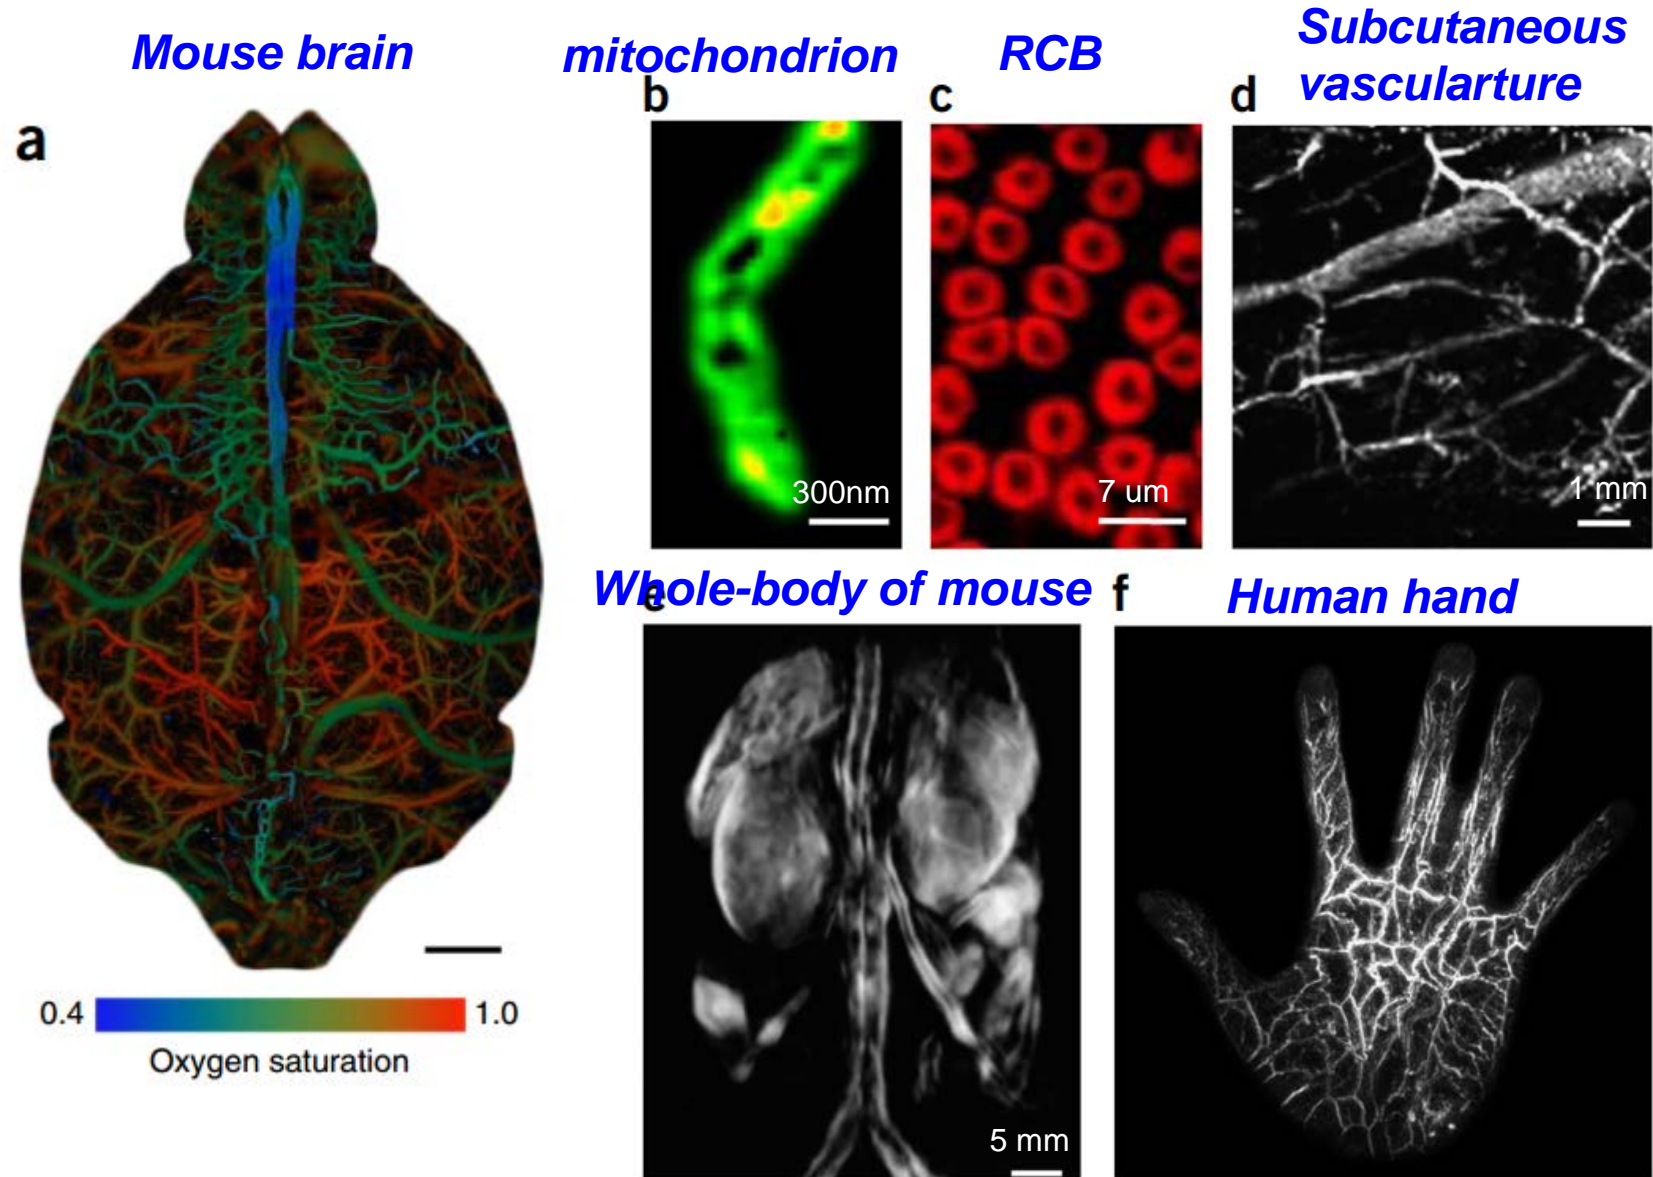 Mouse brain
a
0.4
1.0
Oxygen saturation
mitochondrion
b
300nm
RCB
c
7 um
Subcutaneous
vascularture
d
1 mm
Whole-body of mouse
e
5 mm
Human hand
f